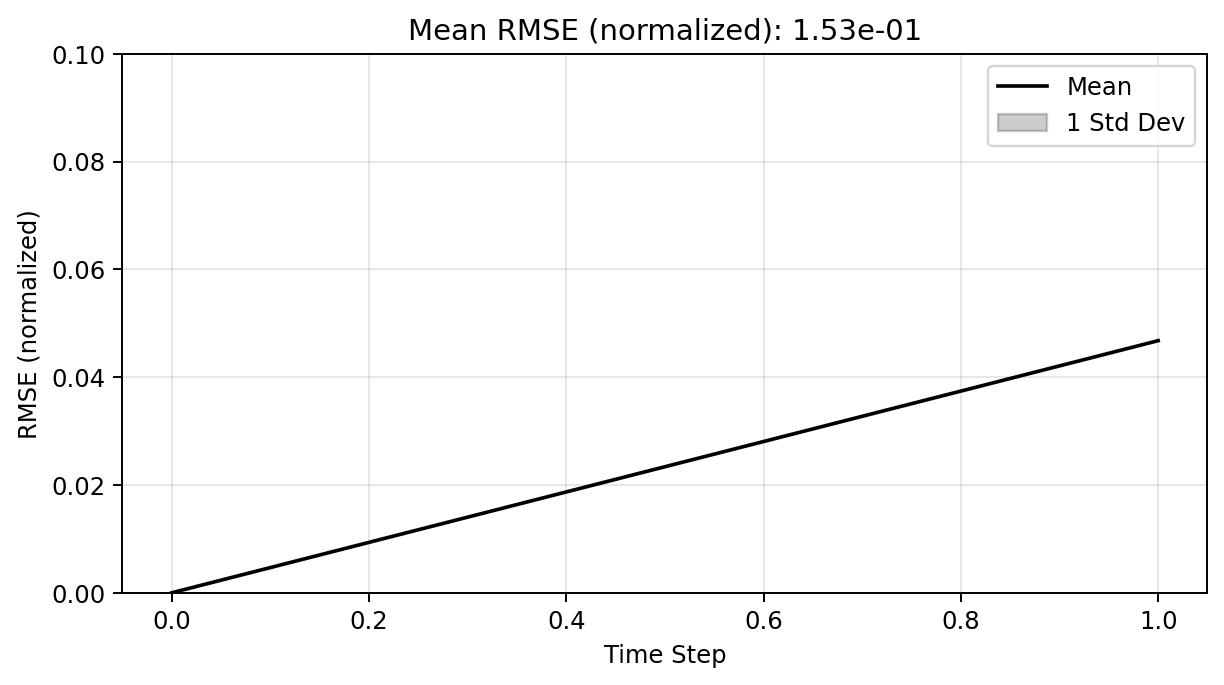 Mean RMSE (normalized): 1.53e-01
0.10
0.08
0.06
0.04
0.02
0.00
RMSE (normalized)
Mean
1 Std Dev
0.0 0.2 0.4 0.6 0.8 1.0
Time Step